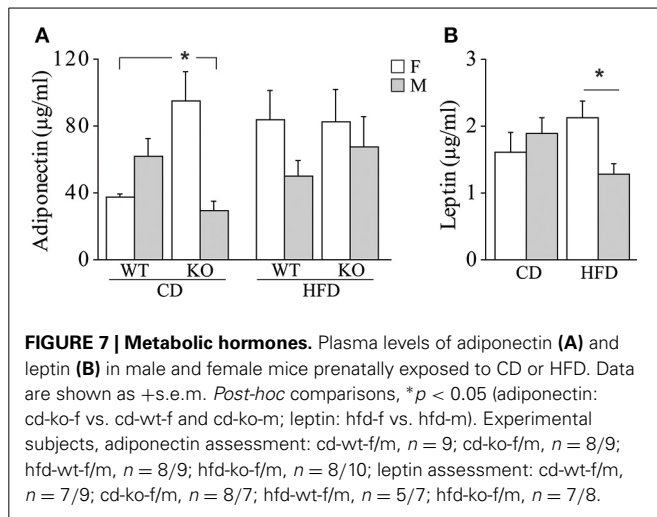 A
B
*
120
80
40
0
Adiponectin (µg/ml)
F
M
WT KO WT KO
CD HFD
*
3
2
1
0
Leptin (µg/ml)
CD HFD
FIGURE 7 | Metabolic hormones. Plasma levels of adiponectin (A) and
leptin (B) in male and female mice prenatally exposed to CD or HFD. Data
are shown as +s.e.m. Post-hoc comparisons, *p < 0.05 (adiponectin:
cd-ko-f vs. cd-wt-f and cd-ko-m; leptin: hfd-f vs. hfd-m). Experimental
subjects, adiponectin assessment: cd-wt-f/m, n = 9; cd-ko-f/m, n = 8/9;
hfd-wt-f/m, n = 8/9; hfd-ko-f/m, n = 8/10; leptin assessment: cd-wt-f/m,
n = 7/9; cd-ko-f/m, n = 8/7; hfd-wt-f/m, n = 5/7; hfd-ko-f/m, n = 7/8.